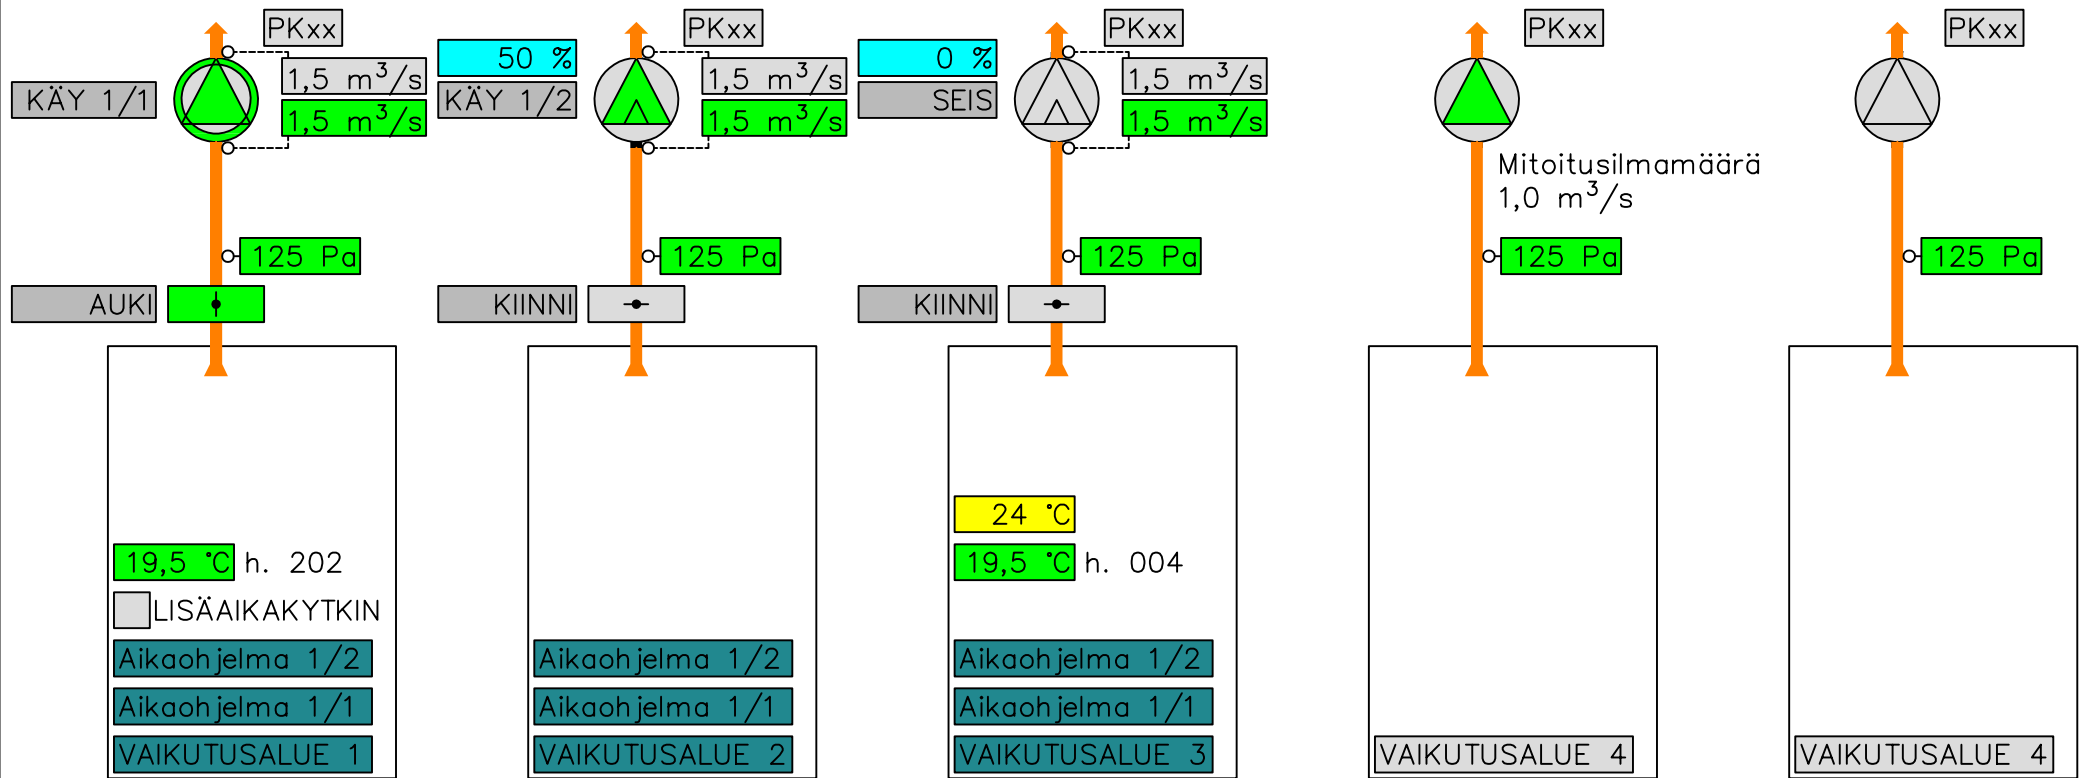 PKxx
1,5 m³/s
KÄY 1/1
1,5 m³/s
125 Pa
AUKI
19,5 °C h. 202
LISÄAIKAKYTKIN
Aikaohjelma 1/2
Aikaohjelma 1/1
VAIKUTUSALUE 1
PKxx
50 %
1,5 m³/s
KÄY 1/2
1,5 m³/s
125 Pa
KIINNI
Aikaohjelma 1/2
Aikaohjelma 1/1
VAIKUTUSALUE 2
PKxx
0 %
1,5 m³/s
SEIS
1,5 m³/s
125 Pa
KIINNI
24 °C
19,5 °C h. 004
Aikaohjelma 1/2
Aikaohjelma 1/1
VAIKUTUSALUE 3
PKxx
Mitoitusilmamäärä
1,0 m³/s
125 Pa
VAIKUTUSALUE 4
PKxx
125 Pa
VAIKUTUSALUE 4